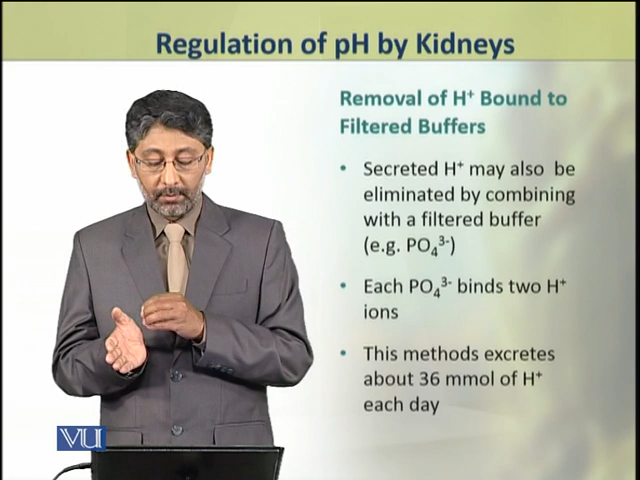 Regulation of pH by Kidneys
Removal of H⁺ Bound to
Filtered Buffers
• Secreted H⁺ may also be
eliminated by combining
with a filtered buffer
(e.g. PO₄³⁻)
• Each PO₄³⁻ binds two H⁺
ions
• This methods excretes
about 36 mmol of H⁺
each day
VU